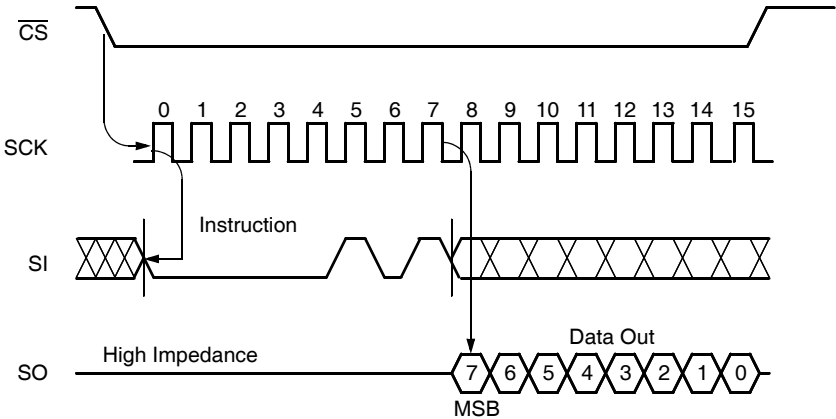 C̅S̅
0 1 2 3 4 5 6 7 8 9 10 11 12 13 14 15
SCK
Instruction
SI
Data Out
High Impedance
SO
7 6 5 4 3 2 1 0
MSB